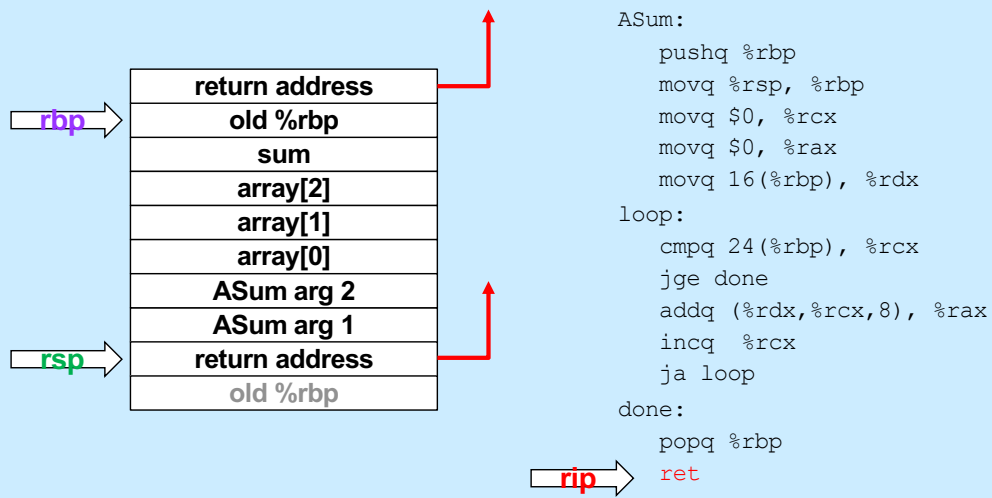 return address
rbp
old %rbp
sum
array[2]
array[1]
array[0]
ASum arg 2
ASum arg 1
rsp
return address
old %rbp
ASum:
pushq %rbp
movq %rsp, %rbp
movq $0, %rcx
movq $0, %rax
movq 16(%rbp), %rdx
loop:
cmpq 24(%rbp), %rcx
jge done
addq (%rdx,%rcx,8), %rax
incq %rcx
ja loop
done:
popq %rbp
rip
ret